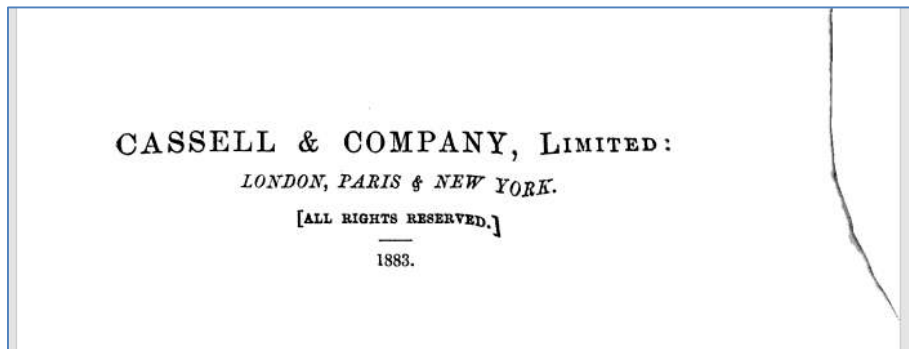 CASSELL & COMPANY, LIMITED:
LONDON, PARIS & NEW YORK.
[ALL RIGHTS RESERVED.]
1883.